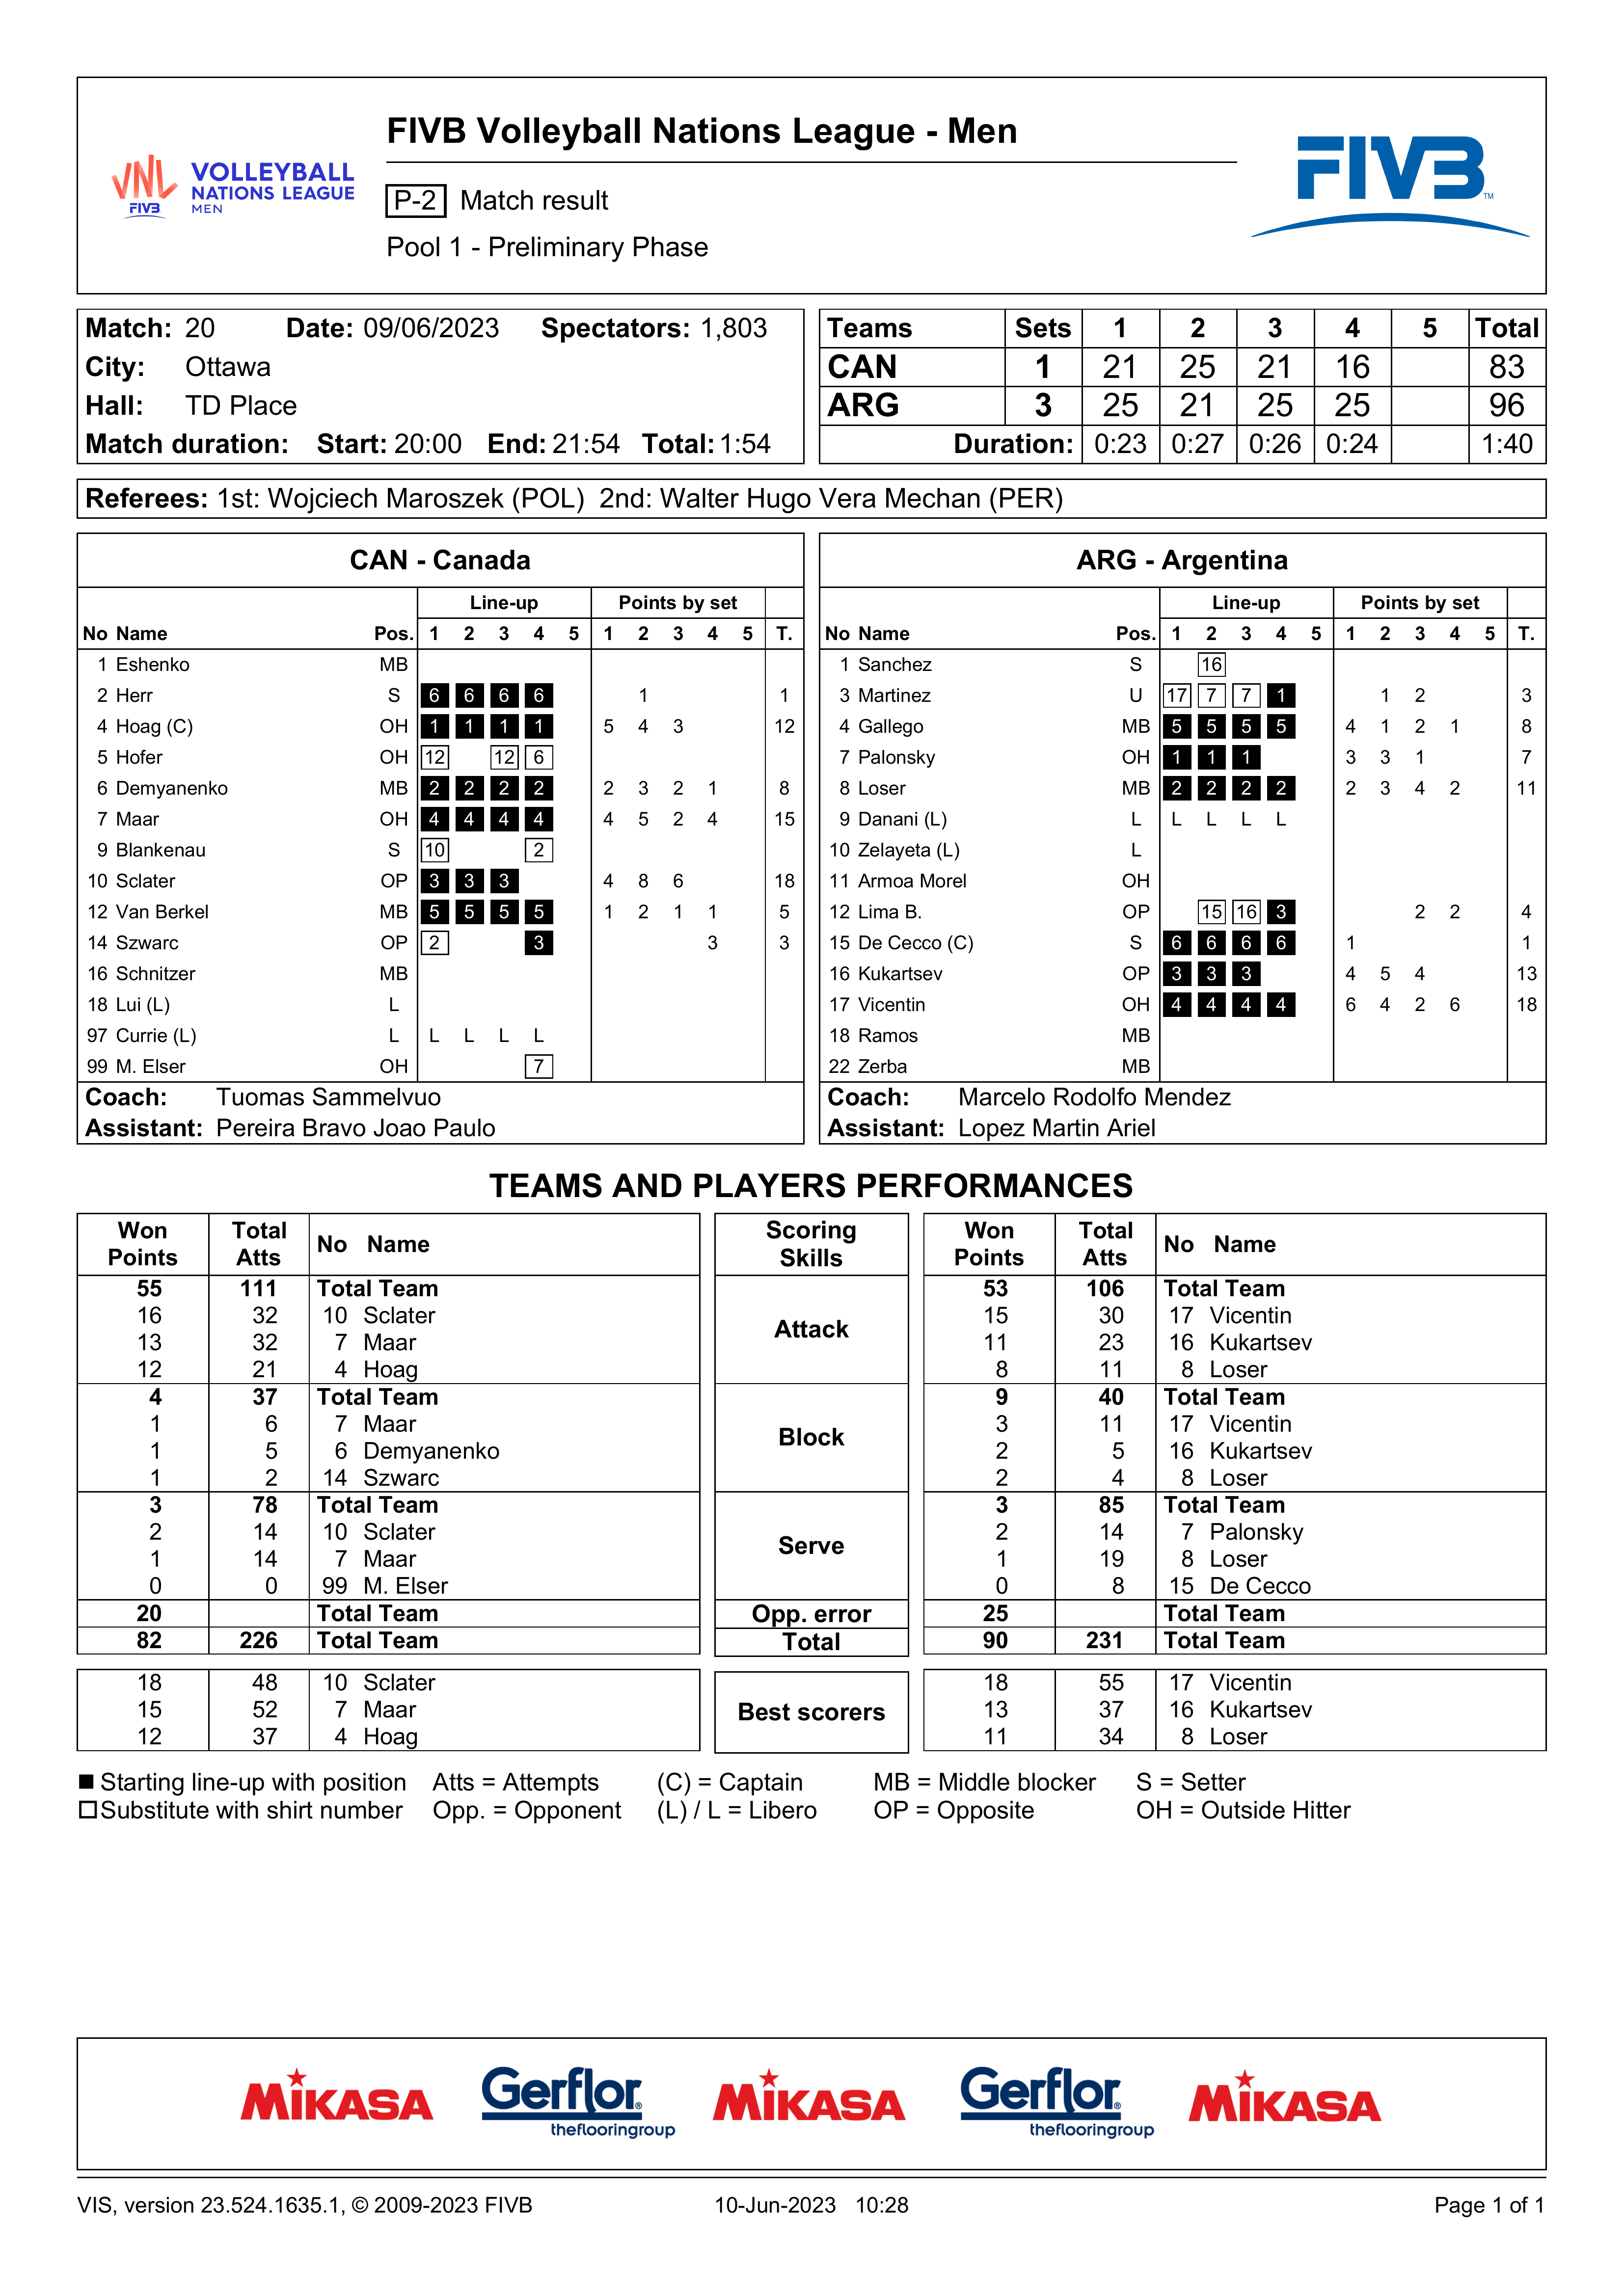 FIVB Volleyball Nations League - Men
VNL FIVB
VOLLEYBALL
NATIONS LEAGUE
MEN
P-2 Match result
Pool 1 - Preliminary Phase
FIVB TM
Match: 20 Date: 09/06/2023 Spectators: 1,803
City: Ottawa
Hall: TD Place
Match duration: Start: 20:00 End: 21:54 Total: 1:54
Teams Sets 1 2 3 4 5 Total
CAN 1 21 25 21 16 83
ARG 3 25 21 25 25 96
Duration: 0:23 0:27 0:26 0:24 1:40
Referees: 1st: Wojciech Maroszek (POL) 2nd: Walter Hugo Vera Mechan (PER)
CAN - Canada
Line-up Points by set
No Name Pos. 1 2 3 4 5 1 2 3 4 5 T.
1 Eshenko MB
2 Herr S 6 6 6 6 1 1
4 Hoag (C) OH 1 1 1 1 5 4 3 12
5 Hofer OH 12 12 6
6 Demyanenko MB 2 2 2 2 2 3 2 1 8
7 Maar OH 4 4 4 4 4 5 2 4 15
9 Blankenau S 10 2
10 Sclater OP 3 3 3 4 8 6 18
12 Van Berkel MB 5 5 5 5 1 2 1 1 5
14 Szwarc OP 2 3 3 3
16 Schnitzer MB
18 Lui (L) L
97 Currie (L) L L L L L
99 M. Elser OH 7
Coach: Tuomas Sammelvuo
Assistant: Pereira Bravo Joao Paulo
ARG - Argentina
Line-up Points by set
No Name Pos. 1 2 3 4 5 1 2 3 4 5 T.
1 Sanchez S 16
3 Martinez U 17 7 7 1 1 2 3
4 Gallego MB 5 5 5 5 4 1 2 1 8
7 Palonsky OH 1 1 1 3 3 1 7
8 Loser MB 2 2 2 2 2 3 4 2 11
9 Danani (L) L L L L L
10 Zelayeta (L) L
11 Armoa Morel OH
12 Lima B. OP 15 16 3 2 2 4
15 De Cecco (C) S 6 6 6 6 1 1
16 Kukartsev OP 3 3 3 4 5 4 13
17 Vicentin OH 4 4 4 4 6 4 2 6 18
18 Ramos MB
22 Zerba MB
Coach: Marcelo Rodolfo Mendez
Assistant: Lopez Martin Ariel
TEAMS AND PLAYERS PERFORMANCES
Won Points Total Atts No Name Scoring Skills Won Points Total Atts No Name
55 111 Total Team Attack 53 106 Total Team
16 32 10 Sclater 15 30 17 Vicentin
13 32 7 Maar 11 23 16 Kukartsev
12 21 4 Hoag 8 11 8 Loser
4 37 Total Team Block 9 40 Total Team
1 6 7 Maar 3 11 17 Vicentin
1 5 6 Demyanenko 2 5 16 Kukartsev
1 2 14 Szwarc 2 4 8 Loser
3 78 Total Team Serve 3 85 Total Team
2 14 10 Sclater 2 14 7 Palonsky
1 14 7 Maar 1 19 8 Loser
0 0 99 M. Elser 0 8 15 De Cecco
20 Total Team Opp. error 25 Total Team
82 226 Total Team Total 90 231 Total Team
18 48 10 Sclater Best scorers 18 55 17 Vicentin
15 52 7 Maar 13 37 16 Kukartsev
12 37 4 Hoag 11 34 8 Loser
Starting line-up with position Atts = Attempts (C) = Captain MB = Middle blocker S = Setter
Substitute with shirt number Opp. = Opponent (L) / L = Libero OP = Opposite OH = Outside Hitter
MIKASA Gerflor® theflooringgroup MIKASA Gerflor® theflooringgroup MIKASA
VIS, version 23.524.1635.1, © 2009-2023 FIVB 10-Jun-2023 10:28 Page 1 of 1